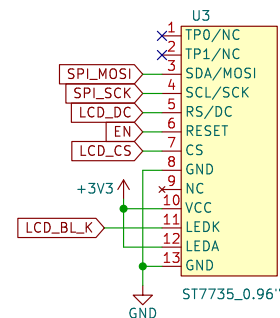 U3
1 TP0/NC
2 TP1/NC
SPI_MOSI 3 SDA/MOSI
SPI_SCK 4 SCL/SCK
LCD_DC 5 RS/DC
EN 6 RESET
LCD_CS 7 CS
8 GND
+3V3 9 NC
10 VCC
LCD_BL_K 11 LEDK
12 LEDA
13 GND
ST7735_0.96"
GND